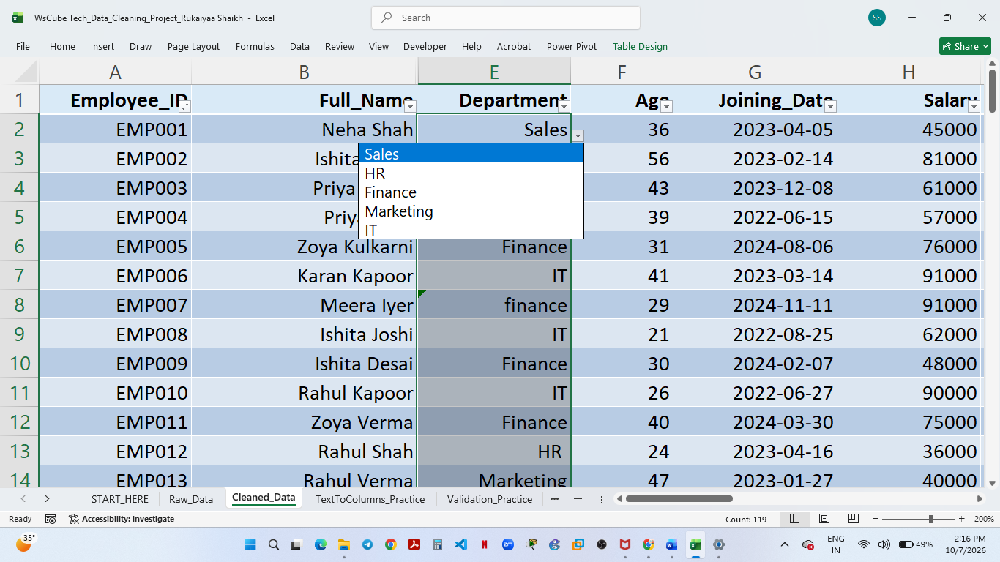 WsCube Tech_Data_Cleaning_Project_Rukaiyaa Shaikh - Excel
Search
SS
File Home Insert Draw Page Layout Formulas Data Review View Developer Help Acrobat Power Pivot Table Design Share
A B E F G H
1 Employee_ID Full_Name Department Age Joining_Date Salary
2 EMP001 Neha Shah Sales 36 2023-04-05 45000
3 EMP002 Ishita 56 2023-02-14 81000
4 EMP003 Priya 43 2023-12-08 61000
5 EMP004 Priya 39 2022-06-15 57000
Sales
HR
Finance
Marketing
IT
6 EMP005 Zoya Kulkarni Finance 31 2024-08-06 76000
7 EMP006 Karan Kapoor IT 41 2023-03-14 91000
8 EMP007 Meera Iyer finance 29 2024-11-11 91000
9 EMP008 Ishita Joshi IT 21 2022-08-25 62000
10 EMP009 Ishita Desai Finance 30 2024-02-07 48000
11 EMP010 Rahul Kapoor IT 26 2022-06-27 90000
12 EMP011 Zoya Verma Finance 40 2024-03-30 75000
13 EMP012 Rahul Shah HR 24 2023-04-16 36000
14 EMP013 Rahul Verma Marketing 47 2023-01-27 40000
START_HERE Raw_Data Cleaned_Data TextToColumns_Practice Validation_Practice
Ready Accessibility: Investigate Count: 119 200%
35° ENG 49% 2:16 PM
IN 10/7/2026